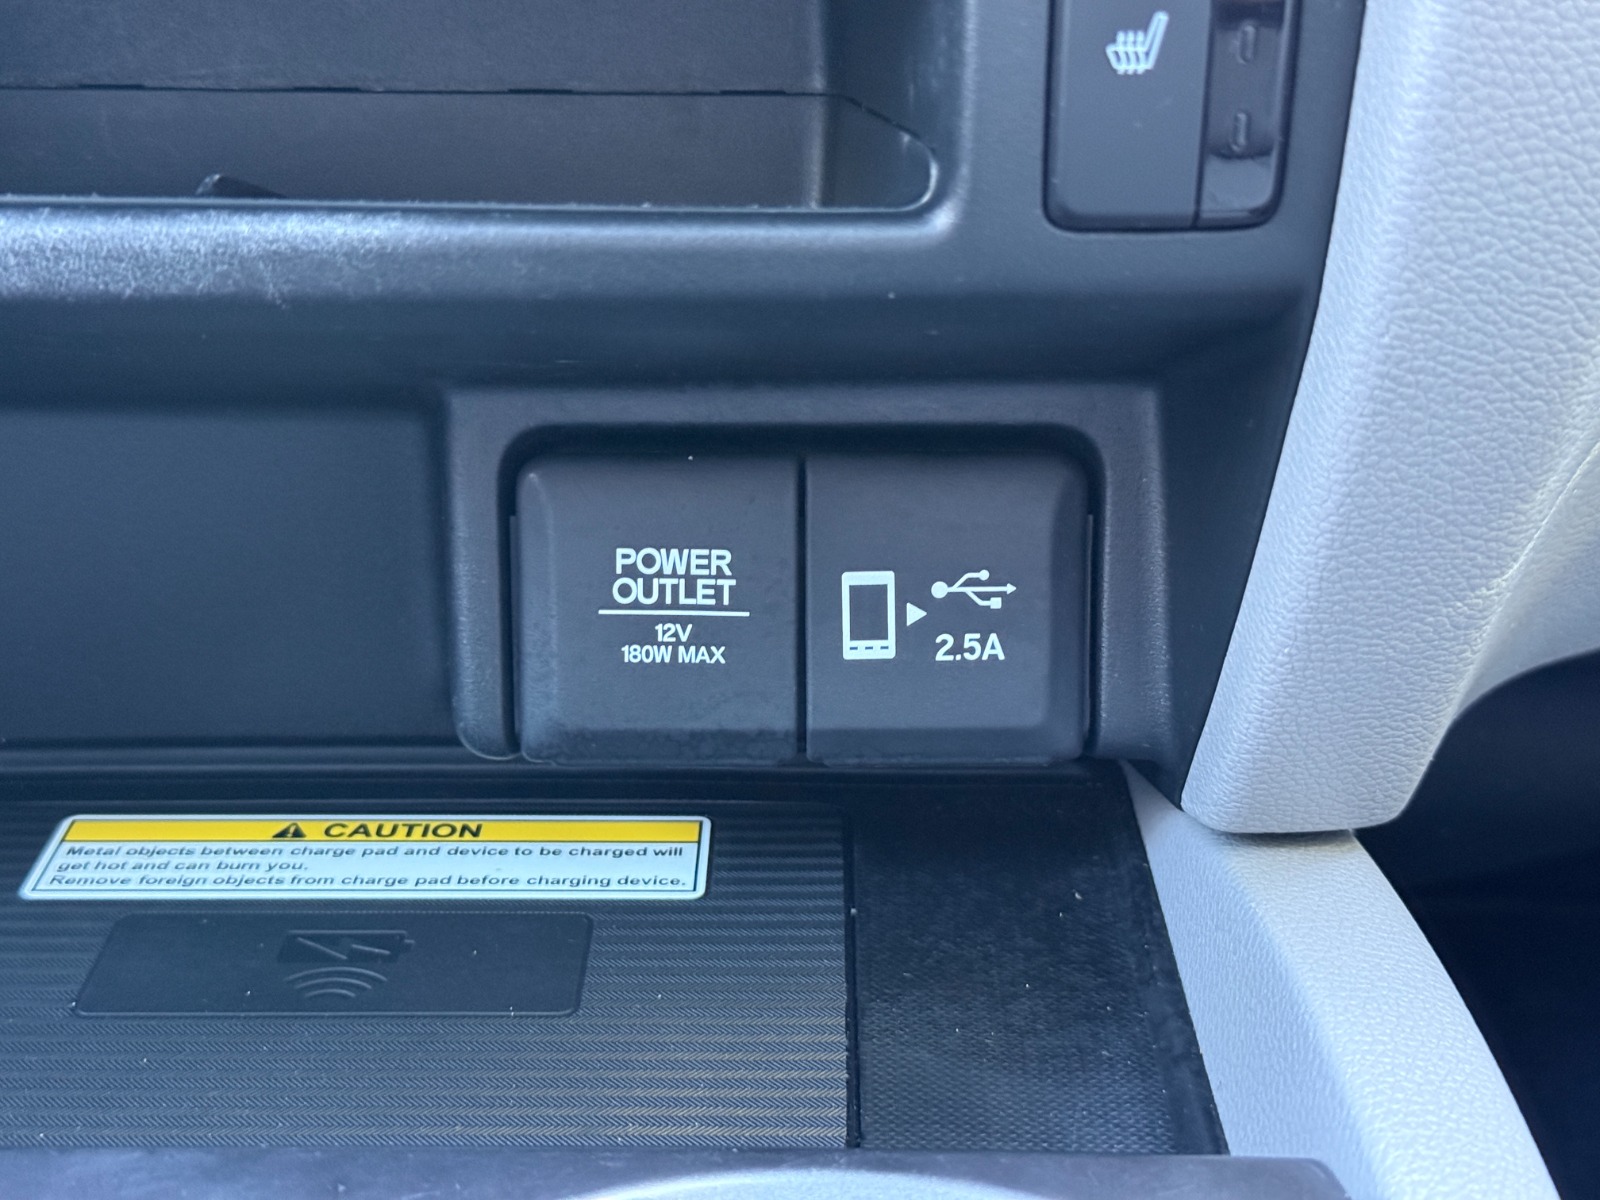 POWER
OUTLET
12V
180W MAX
2.5A
CAUTION
Metal objects between charge pad and device to be charged will
get hot and can burn you.
Remove foreign objects from charge pad before charging device.